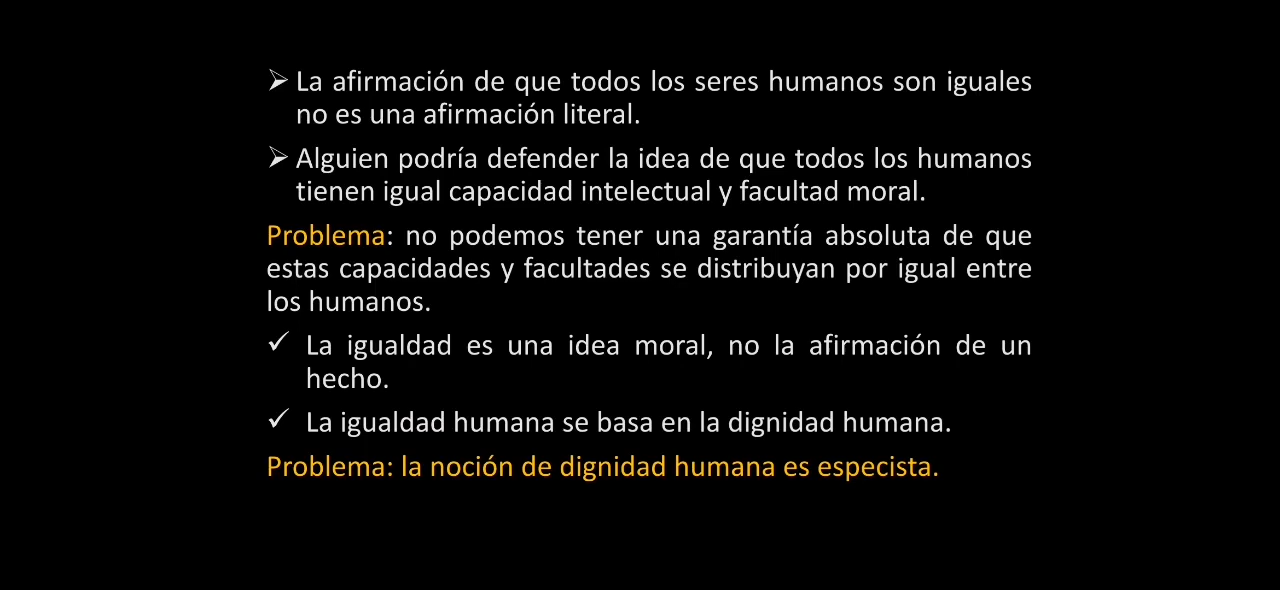 ➢ La afirmación de que todos los seres humanos son iguales
no es una afirmación literal.
➢ Alguien podría defender la idea de que todos los humanos
tienen igual capacidad intelectual y facultad moral.
Problema: no podemos tener una garantía absoluta de que
estas capacidades y facultades se distribuyan por igual entre
los humanos.
✓ La igualdad es una idea moral, no la afirmación de un
hecho.
✓ La igualdad humana se basa en la dignidad humana.
Problema: la noción de dignidad humana es especista.